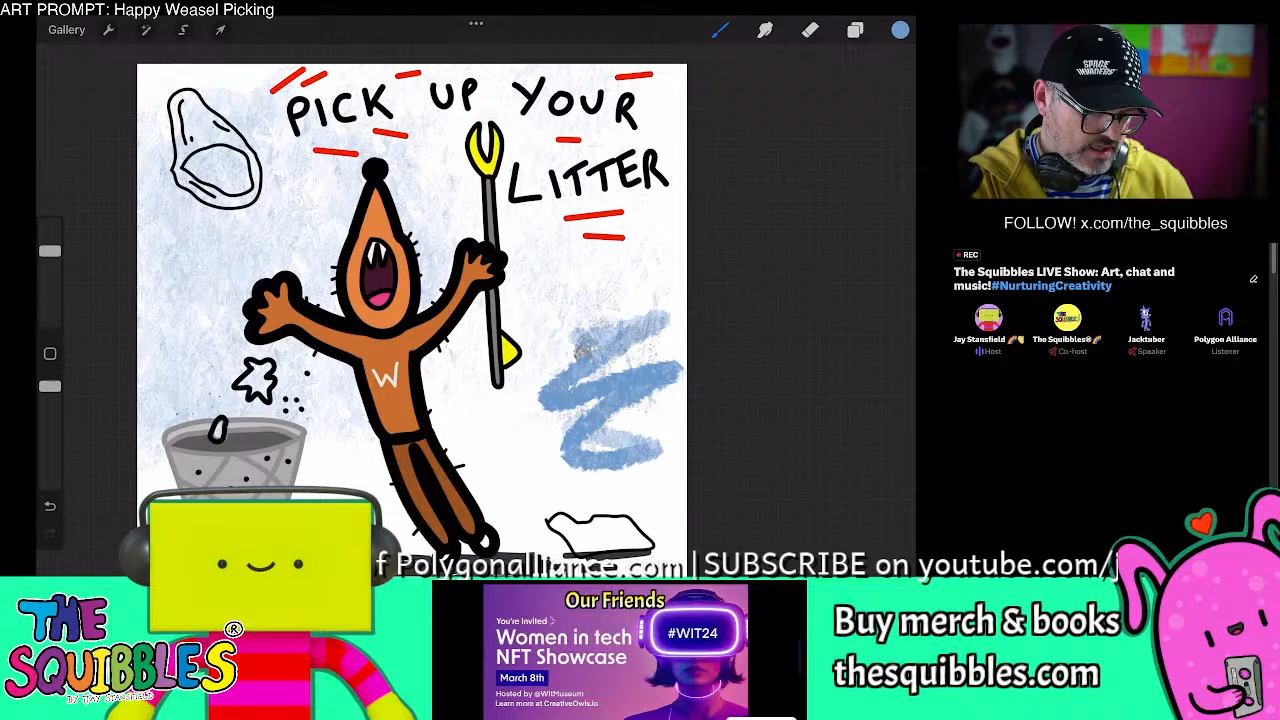 ART PROMPT: Happy Weasel Picking
Gallery
PICK UP YOUR
LITTER
W
SPACE
INVADERS
FOLLOW! x.com/the_squibbles
REC
The Squibbles LIVE Show: Art, chat and
music!#NurturingCreativity
Jay Stansfield
Host
The Squibbles®
Co-host
Jacktuber
Speaker
Polygon Alliance
Listener
f Polygonalliance.com | SUBSCRIBE on youtube.com/j
THE
SQUIBBLES®
BY JAY STANSFIELD
Our Friends
You're Invited
Women in tech
NFT Showcase
March 8th
Hosted by @WitMuseum
Learn more at CreativeOwls.io
#WIT24
Buy merch & books
thesquibbles.com